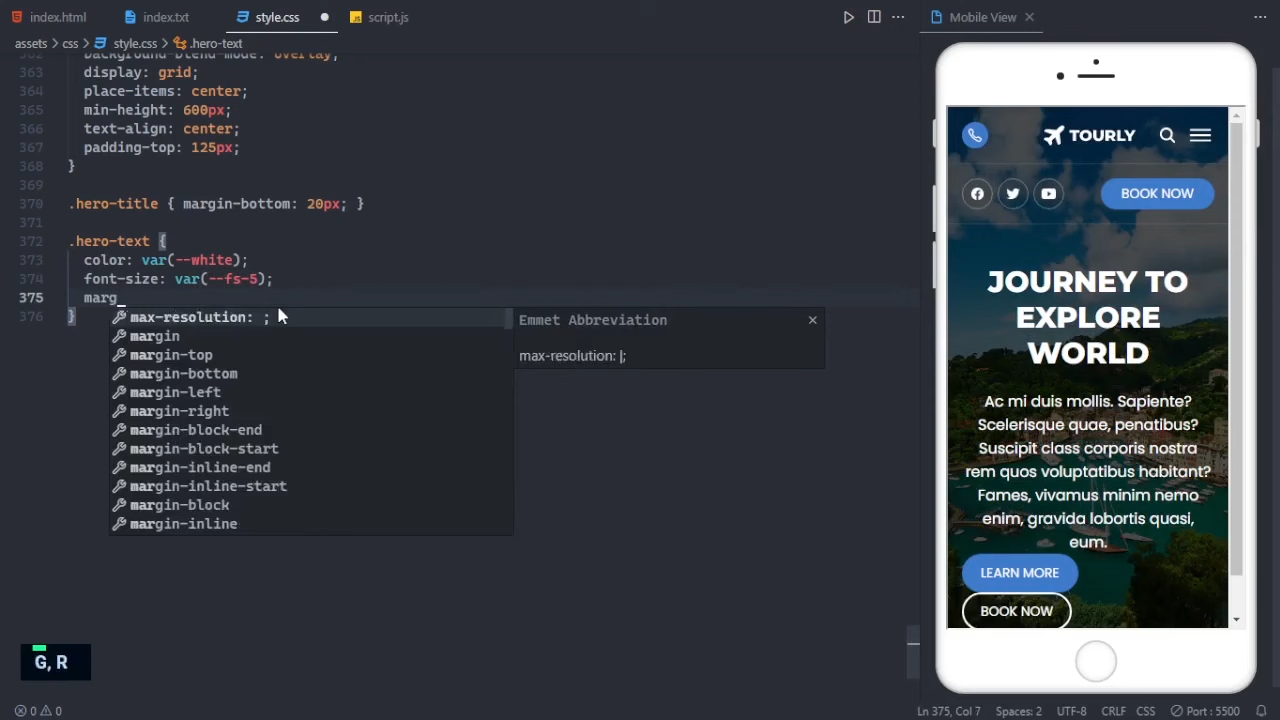 index.html
index.txt
style.css
script.js
Mobile View
assets > css > style.css > .hero-text
362 background-blend-mode: overlay;
363 display: grid;
364 place-items: center;
365 min-height: 600px;
366 text-align: center;
367 padding-top: 125px;
368 }
369
370 .hero-title { margin-bottom: 20px; }
371
372 .hero-text {
373 color: var(--white);
374 font-size: var(--fs-5);
375 marg
376 }
max-resolution: ;
margin
margin-top
margin-bottom
margin-left
margin-right
margin-block-end
margin-block-start
margin-inline-end
margin-inline-start
margin-block
margin-inline
Emmet Abbreviation
max-resolution: |;
TOURLY
BOOK NOW
JOURNEY TO
EXPLORE
WORLD
Ac mi duis mollis. Sapiente?
Scelerisque quae, penatibus?
Suscipit class corporis nostra
rem quos voluptatibus habitant?
Fames, vivamus minim nemo
enim, gravida lobortis quasi,
eum.
LEARN MORE
BOOK NOW
G, R
0 0
Ln 375, Col 7
Spaces: 2
UTF-8
CRLF
CSS
Port : 5500